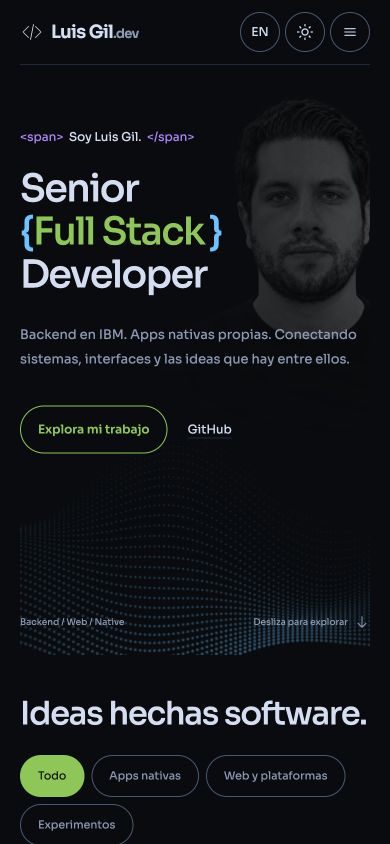 </> Luis Gil.dev
EN
<span> Soy Luis Gil. </span>
Senior
{Full Stack}
Developer
Backend en IBM. Apps nativas propias. Conectando
sistemas, interfaces y las ideas que hay entre ellos.
Explora mi trabajo
GitHub
Backend / Web / Native
Desliza para explorar ↓
Ideas hechas software.
Todo
Apps nativas
Web y plataformas
Experimentos